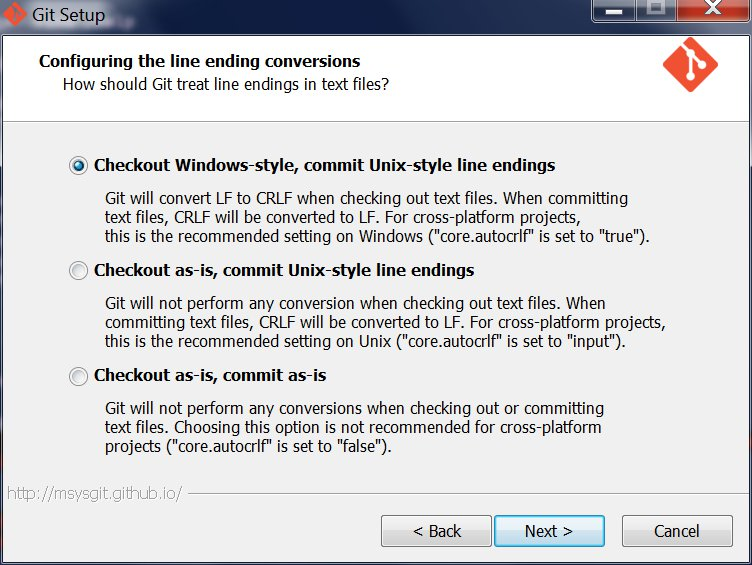 Git Setup
Configuring the line ending conversions
How should Git treat line endings in text files?
Checkout Windows-style, commit Unix-style line endings
Git will convert LF to CRLF when checking out text files. When committing
text files, CRLF will be converted to LF. For cross-platform projects,
this is the recommended setting on Windows ("core.autocrlf" is set to "true").
Checkout as-is, commit Unix-style line endings
Git will not perform any conversion when checking out text files. When
committing text files, CRLF will be converted to LF. For cross-platform projects,
this is the recommended setting on Unix ("core.autocrlf" is set to "input").
Checkout as-is, commit as-is
Git will not perform any conversions when checking out or committing
text files. Choosing this option is not recommended for cross-platform
projects ("core.autocrlf" is set to "false").
http://msysgit.github.io/
< Back Next > Cancel